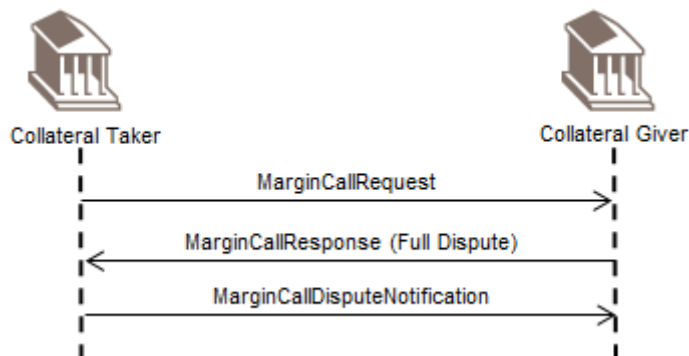 Collateral Taker
Collateral Giver
MarginCallRequest
MarginCallResponse (Full Dispute)
MarginCallDisputeNotification